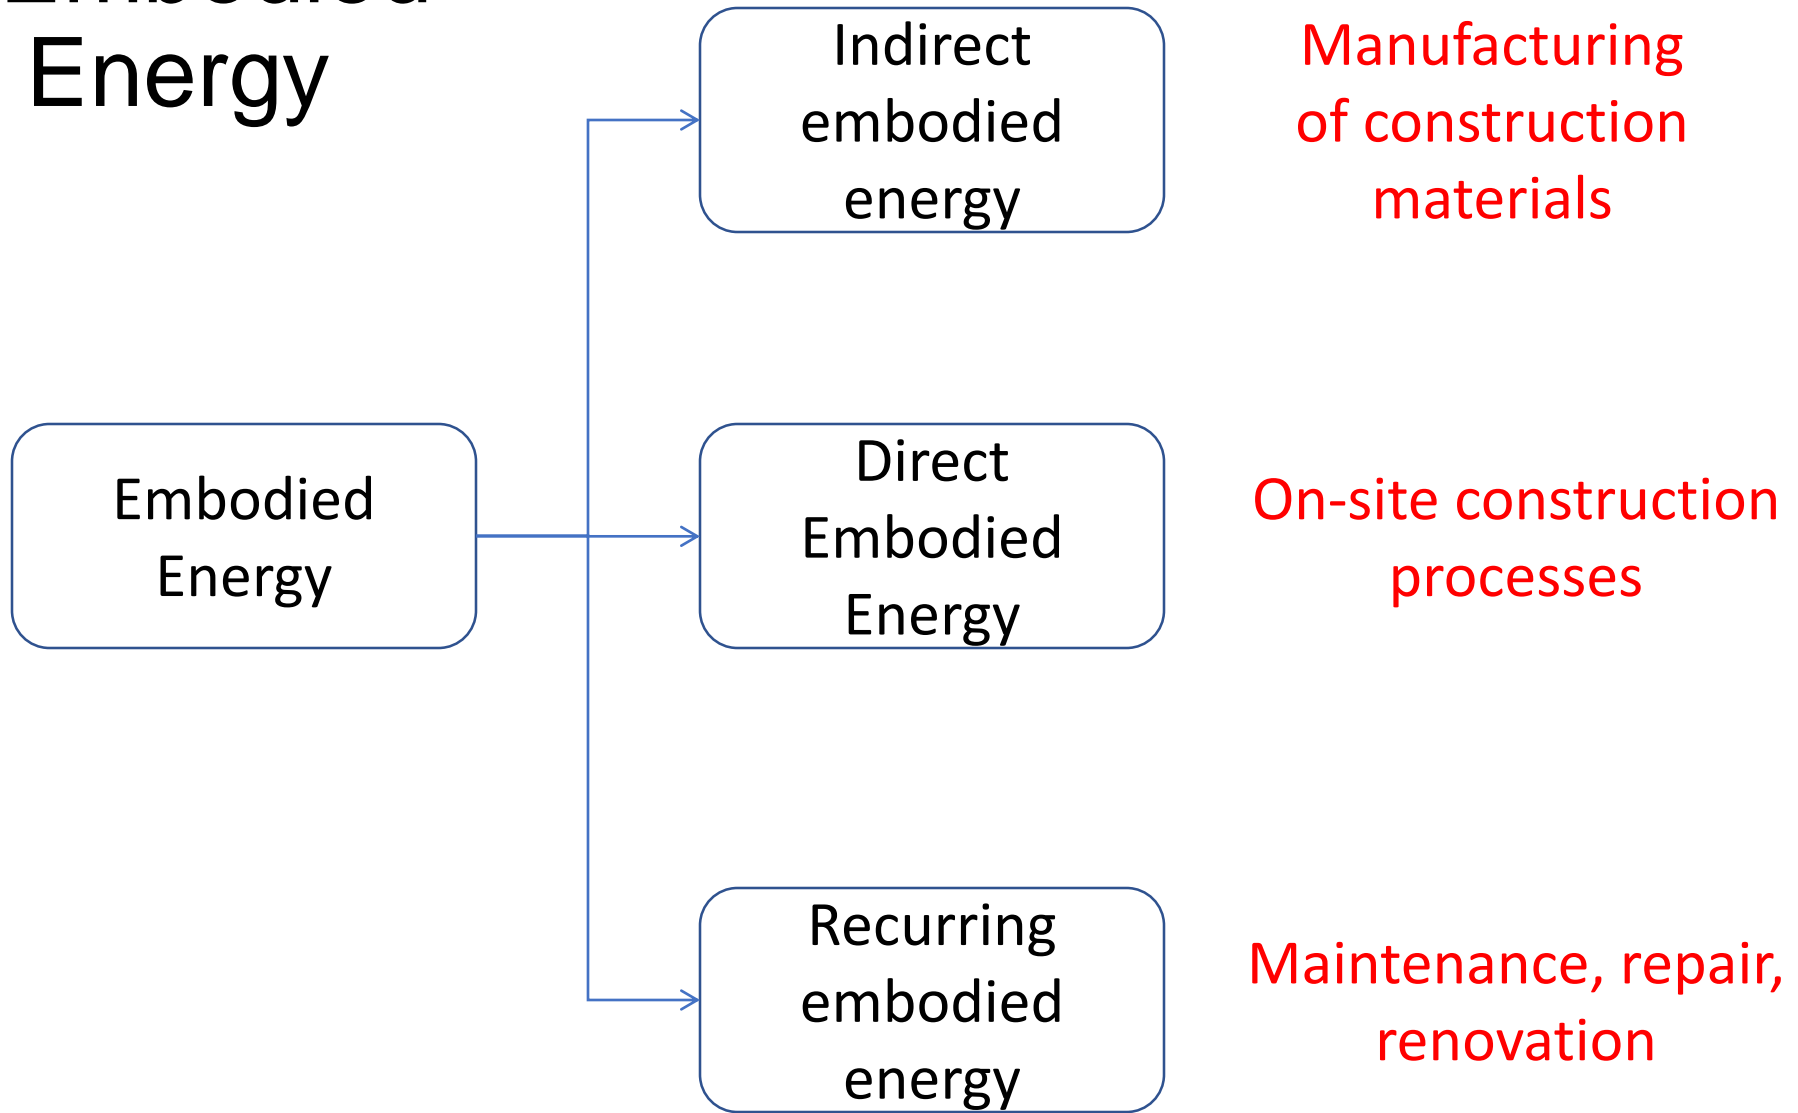 Embodied
Energy
Indirect
embodied
energy
Manufacturing
of construction
materials
Embodied
Energy
Direct
Embodied
Energy
On-site construction
processes
Recurring
embodied
energy
Maintenance, repair,
renovation